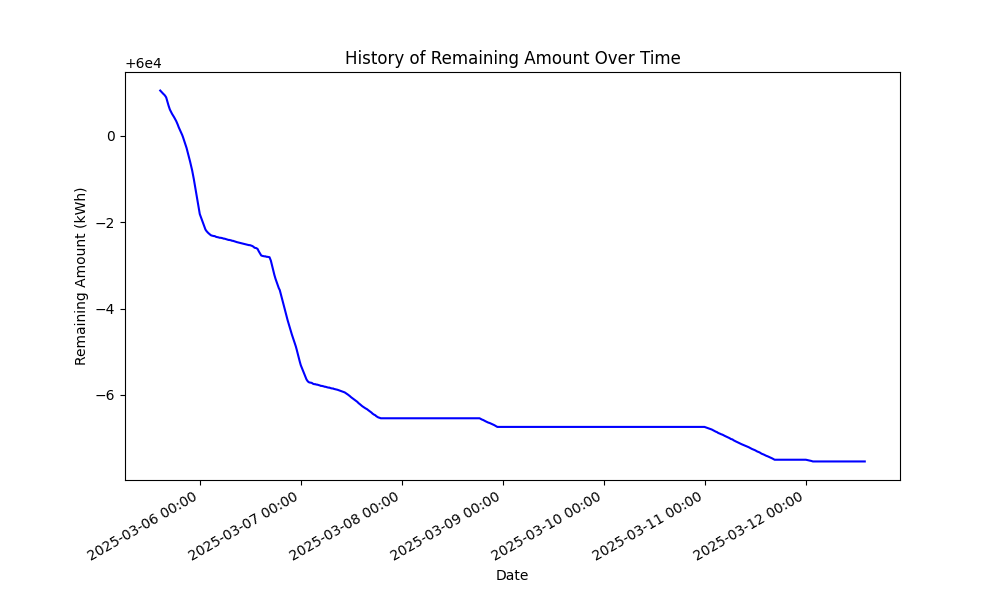 History of Remaining Amount Over Time
+6e4
0
−2
−4
−6
Remaining Amount (kWh)
2025-03-06 00:00
2025-03-07 00:00
2025-03-08 00:00
2025-03-09 00:00
2025-03-10 00:00
2025-03-11 00:00
2025-03-12 00:00
Date